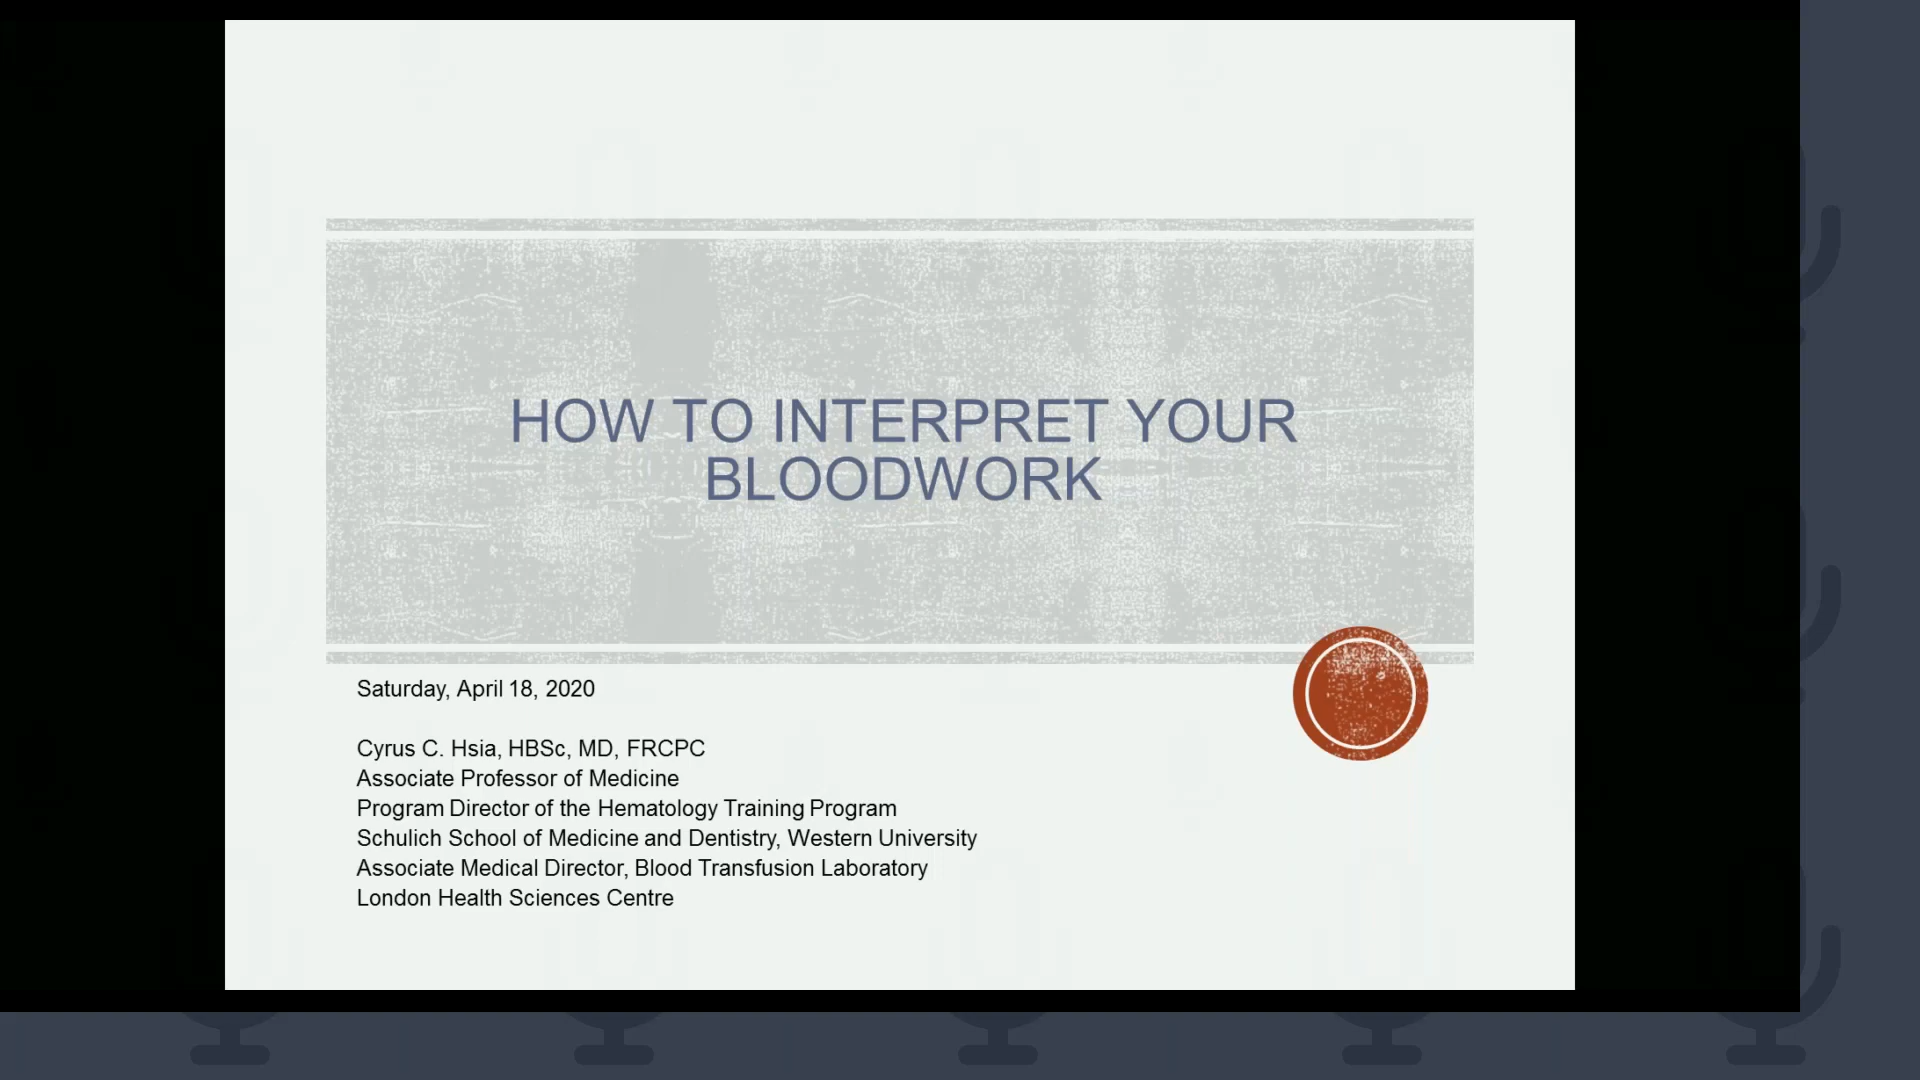 HOW TO INTERPRET YOUR
BLOODWORK
Saturday, April 18, 2020
Cyrus C. Hsia, HBSc, MD, FRCPC
Associate Professor of Medicine
Program Director of the Hematology Training Program
Schulich School of Medicine and Dentistry, Western University
Associate Medical Director, Blood Transfusion Laboratory
London Health Sciences Centre